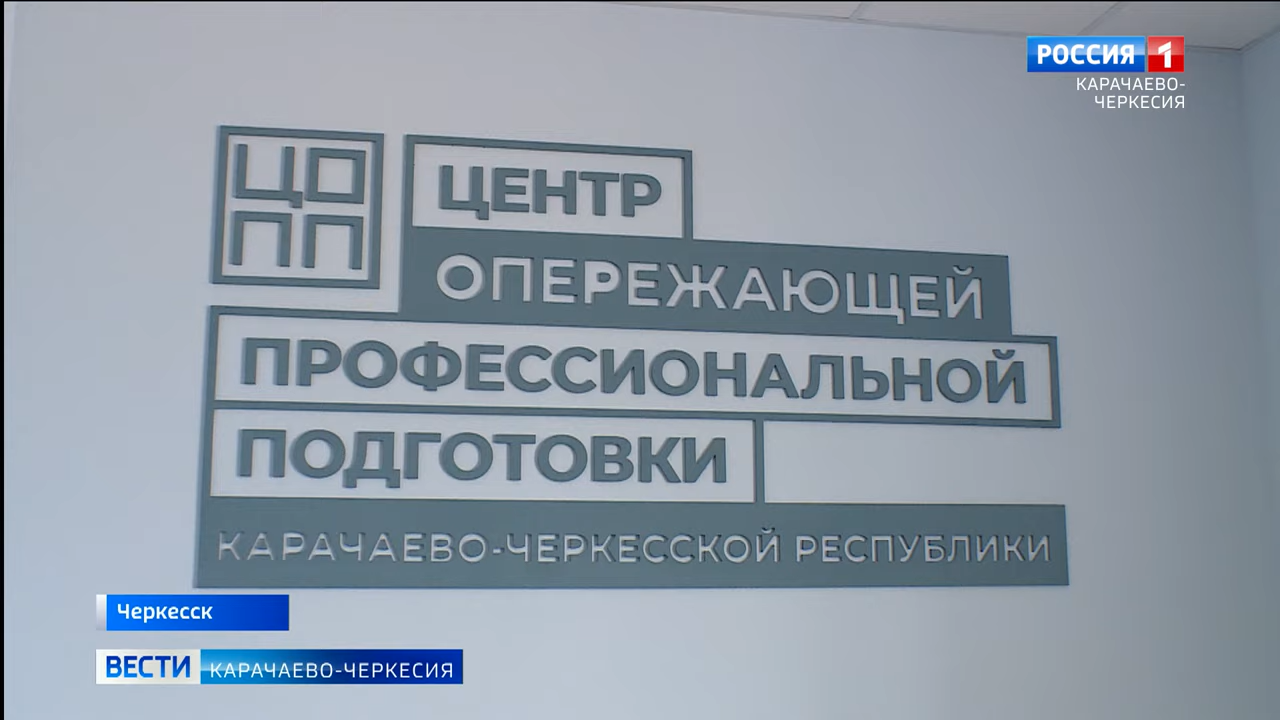 РОССИЯ 1
КАРАЧАЕВО-
ЧЕРКЕСИЯ
ЦО
ПП
ЦЕНТР
ОПЕРЕЖАЮЩЕЙ
ПРОФЕССИОНАЛЬНОЙ
ПОДГОТОВКИ
КАРАЧАЕВО-ЧЕРКЕССКОЙ РЕСПУБЛИКИ
Черкесск
ВЕСТИ КАРАЧАЕВО-ЧЕРКЕСИЯ